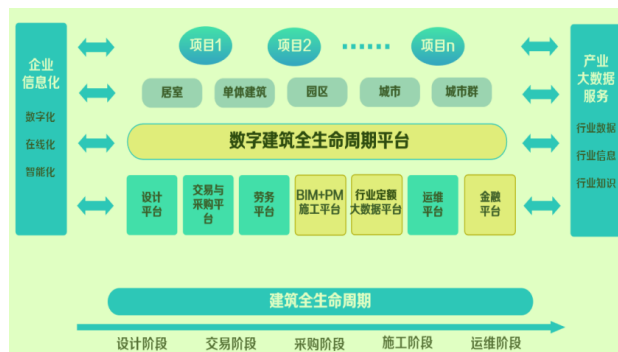 项目1
项目2
项目n
企业
信息化
数字化
在线化
智能化
居室
单体建筑
园区
城市
城市群
数字建筑全生命周期平台
设计
平台
交易与
采购平
台
劳务
平台
BIM+PM
施工平台
行业定额
大数据平台
运维
平台
金融
平台
产业
大数据
服务
行业数据
行业信息
行业知识
建筑全生命周期
设计阶段
交易阶段
采购阶段
施工阶段
运维阶段